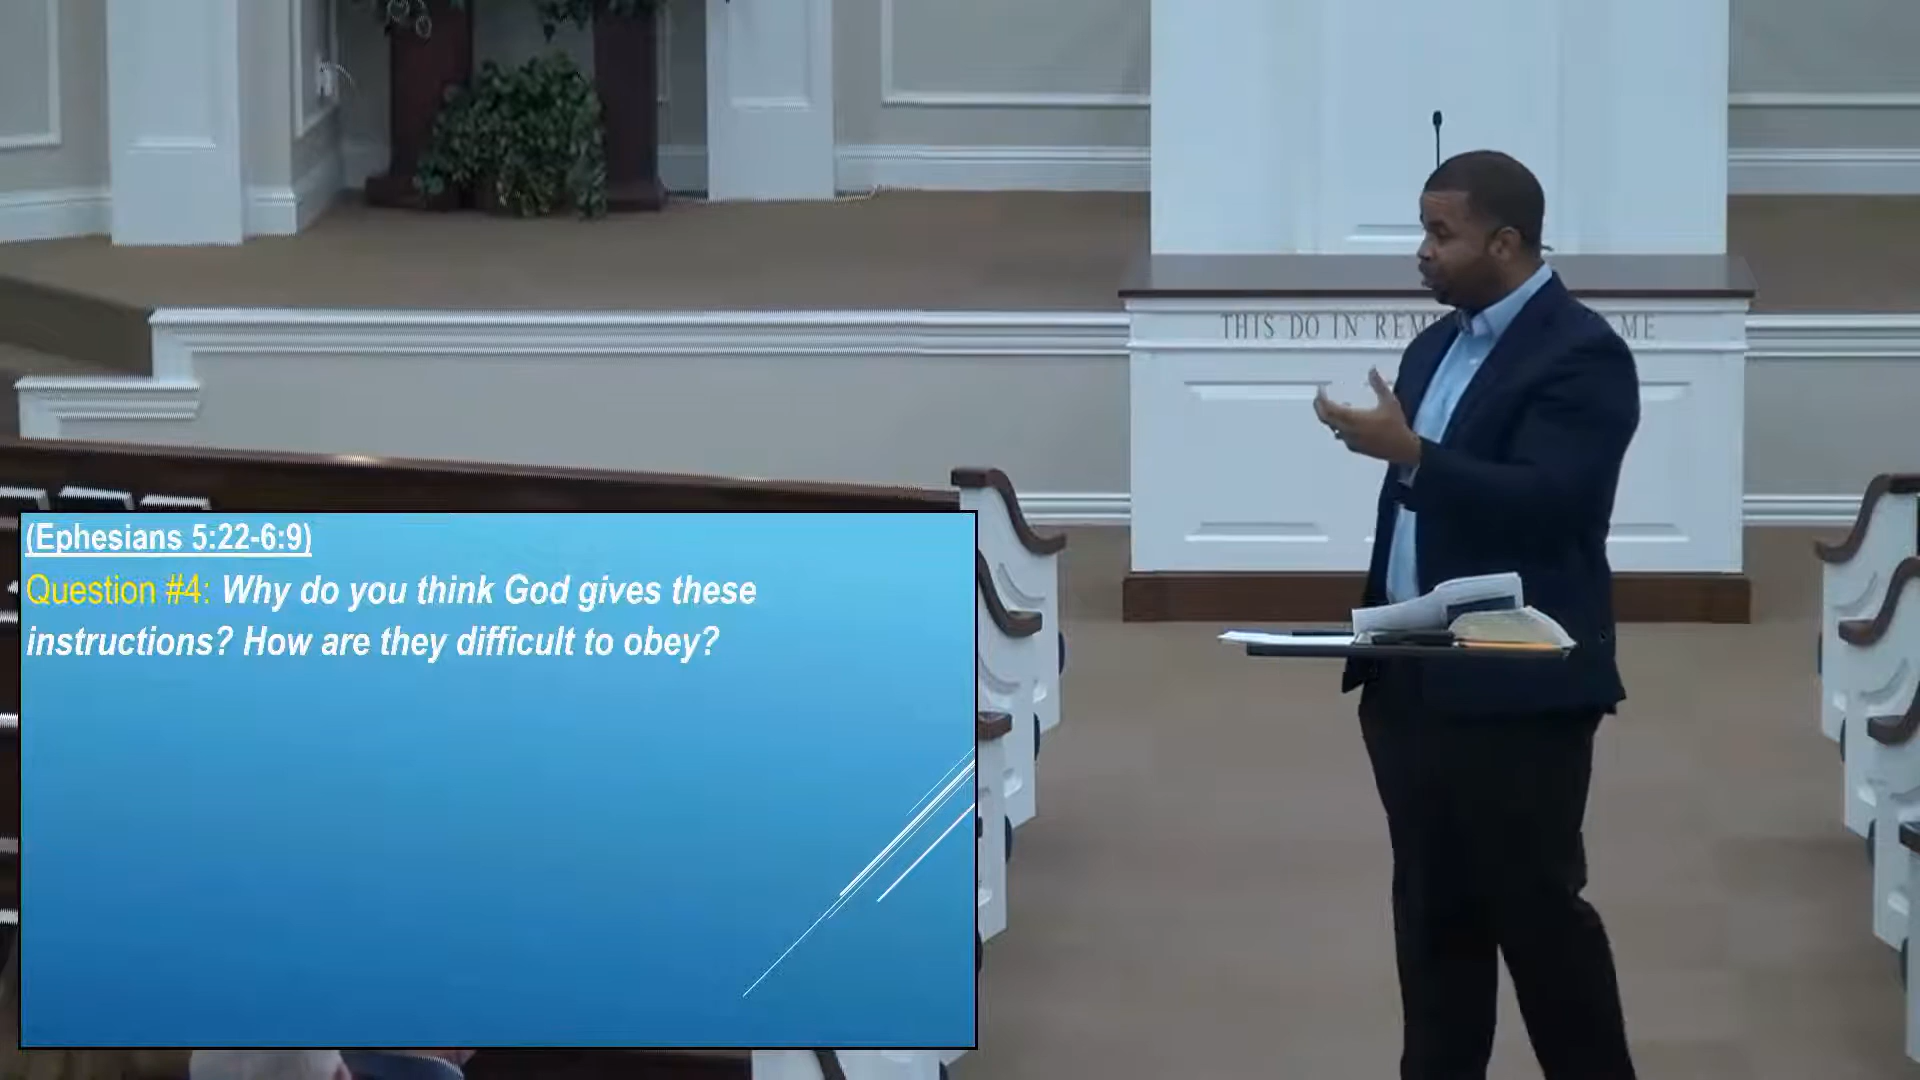 THIS DO IN ME
(Ephesians 5:22-6:9)
Question #4: Why do you think God gives these
instructions? How are they difficult to obey?